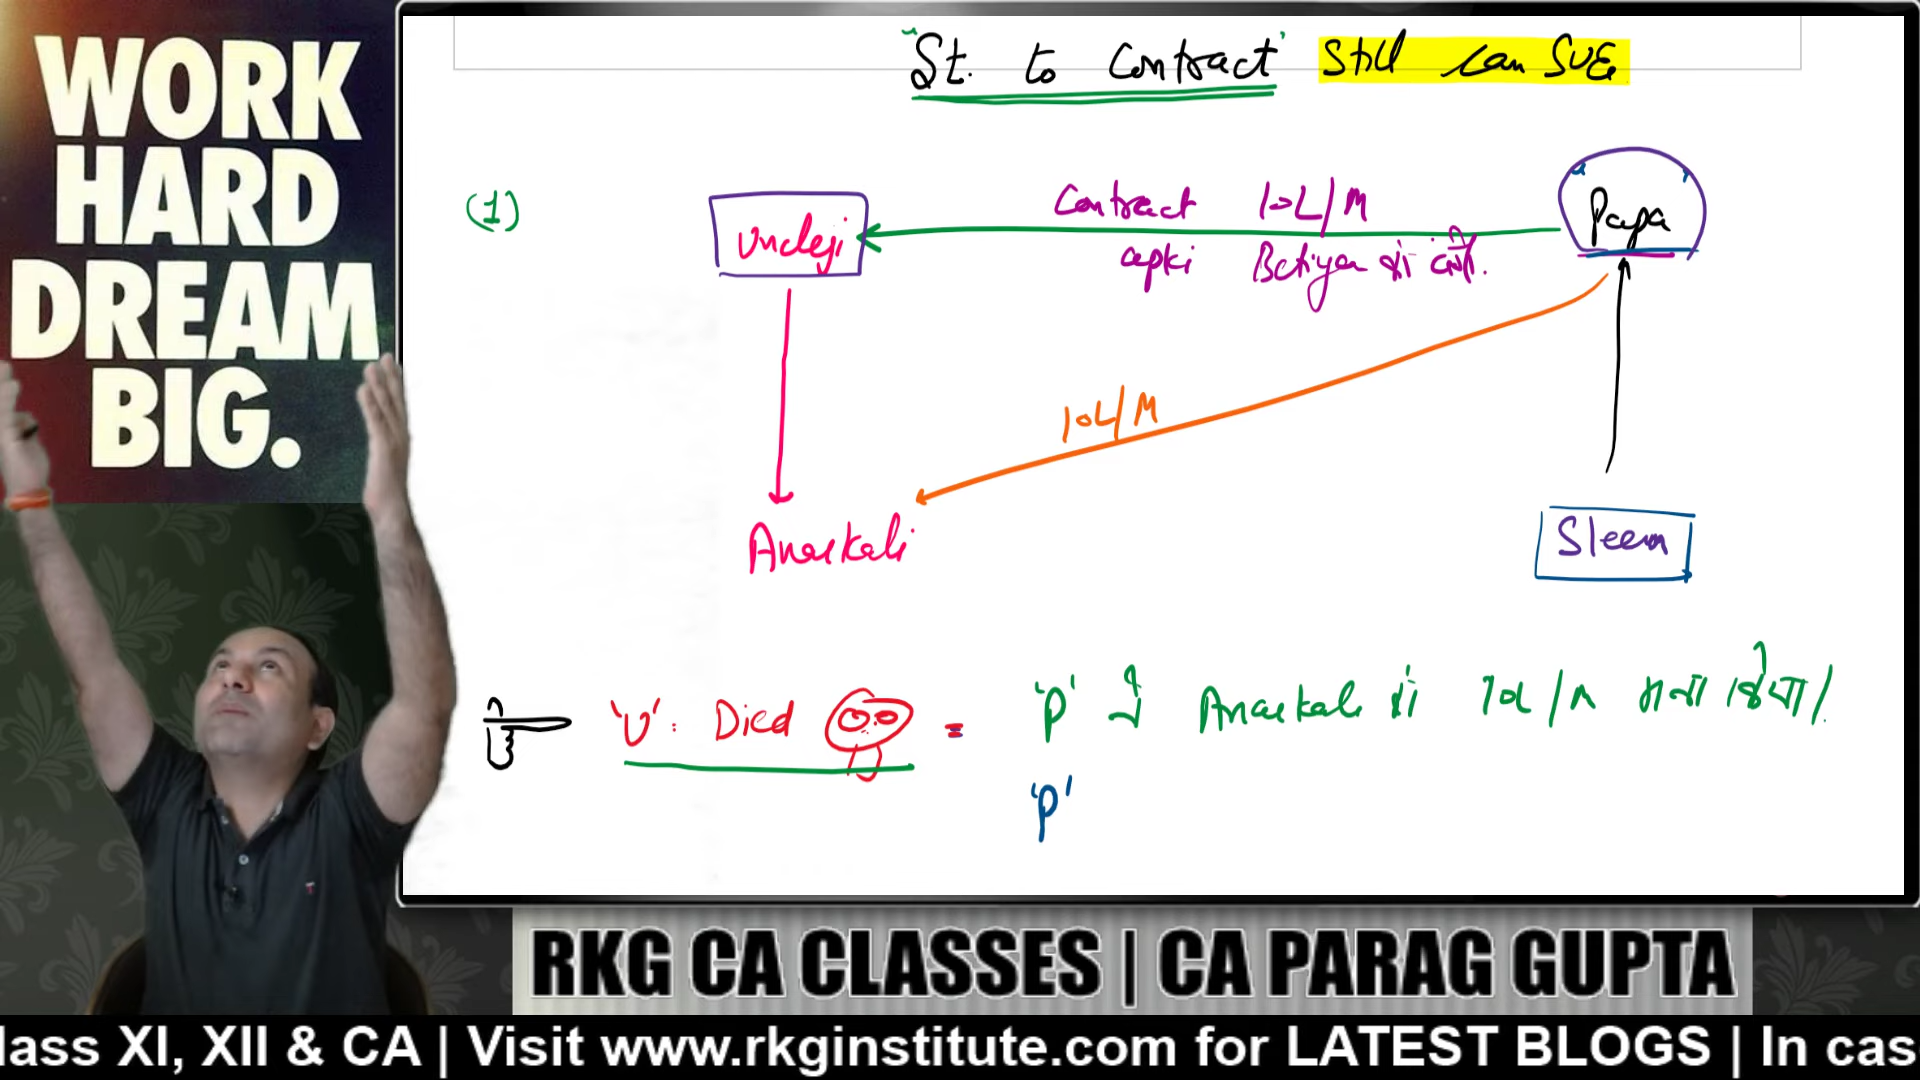 WORK
HARD
DREAM
BIG.
"St. to Contract" Still can SUE
(1)
Uncleji
Contract 10L/M
apki Betiyan को देंगे.
Papa
10L/M
Anarkali
Sleem
'U': Died = 'P' ने Anarkali को 10L/M मना कर दिया
'P'
RKG CA CLASSES | CA PARAG GUPTA
lass XI, XII & CA | Visit www.rkginstitute.com for LATEST BLOGS | In cas